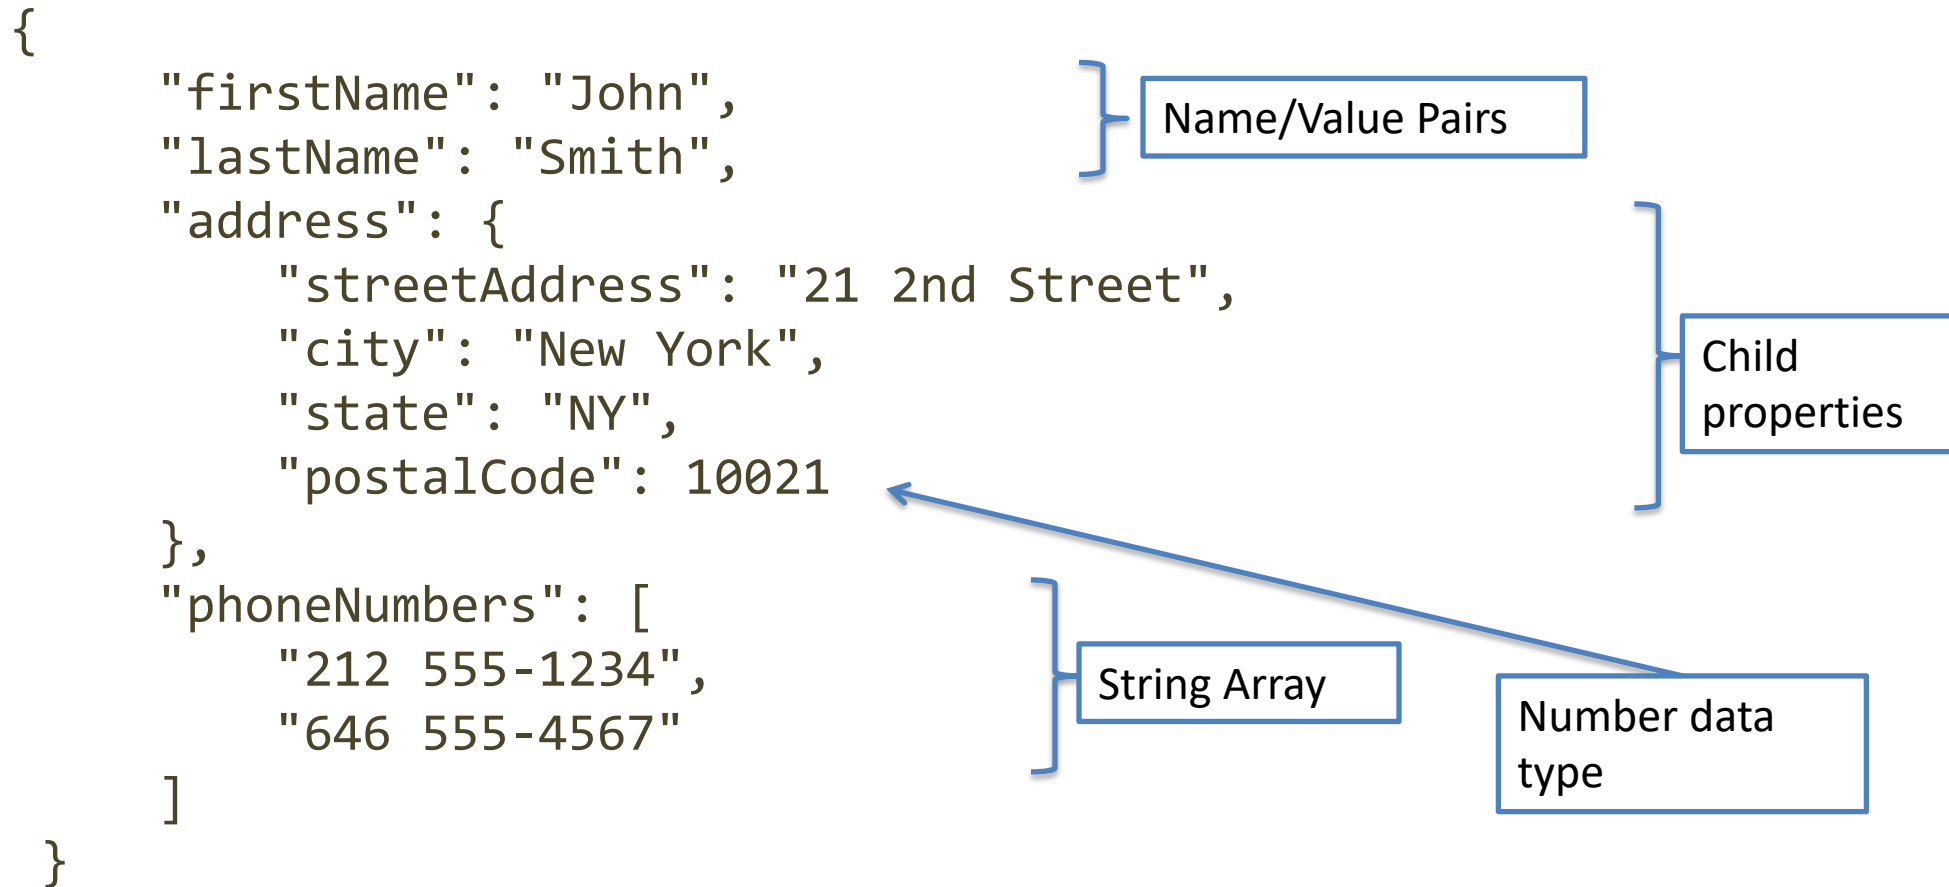 {
"firstName": "John",
"lastName": "Smith",
Name/Value Pairs
"address": {
"streetAddress": "21 2nd Street",
"city": "New York",
"state": "NY",
"postalCode": 10021
},
Child
properties
"phoneNumbers": [
"212 555-1234",
"646 555-4567"
]
}
String Array
Number data
type